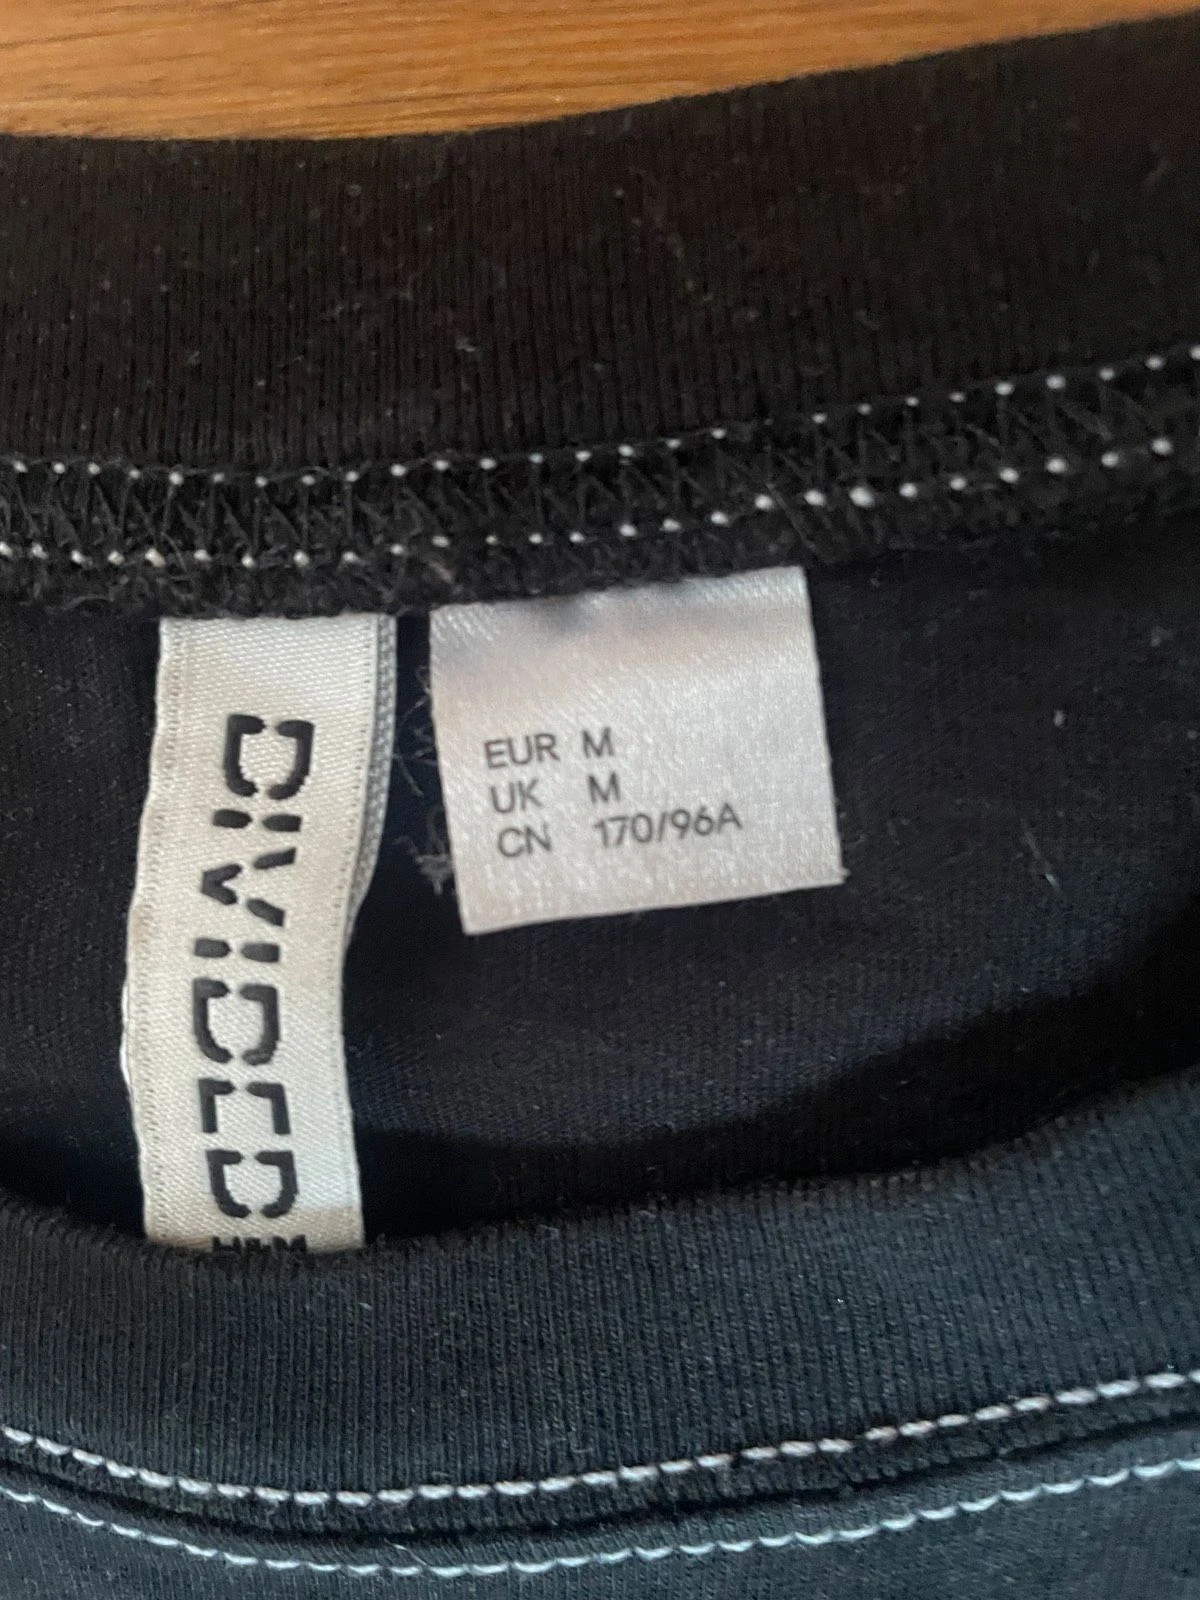 DIVIDED
EUR M
UK M
CN 170/96A